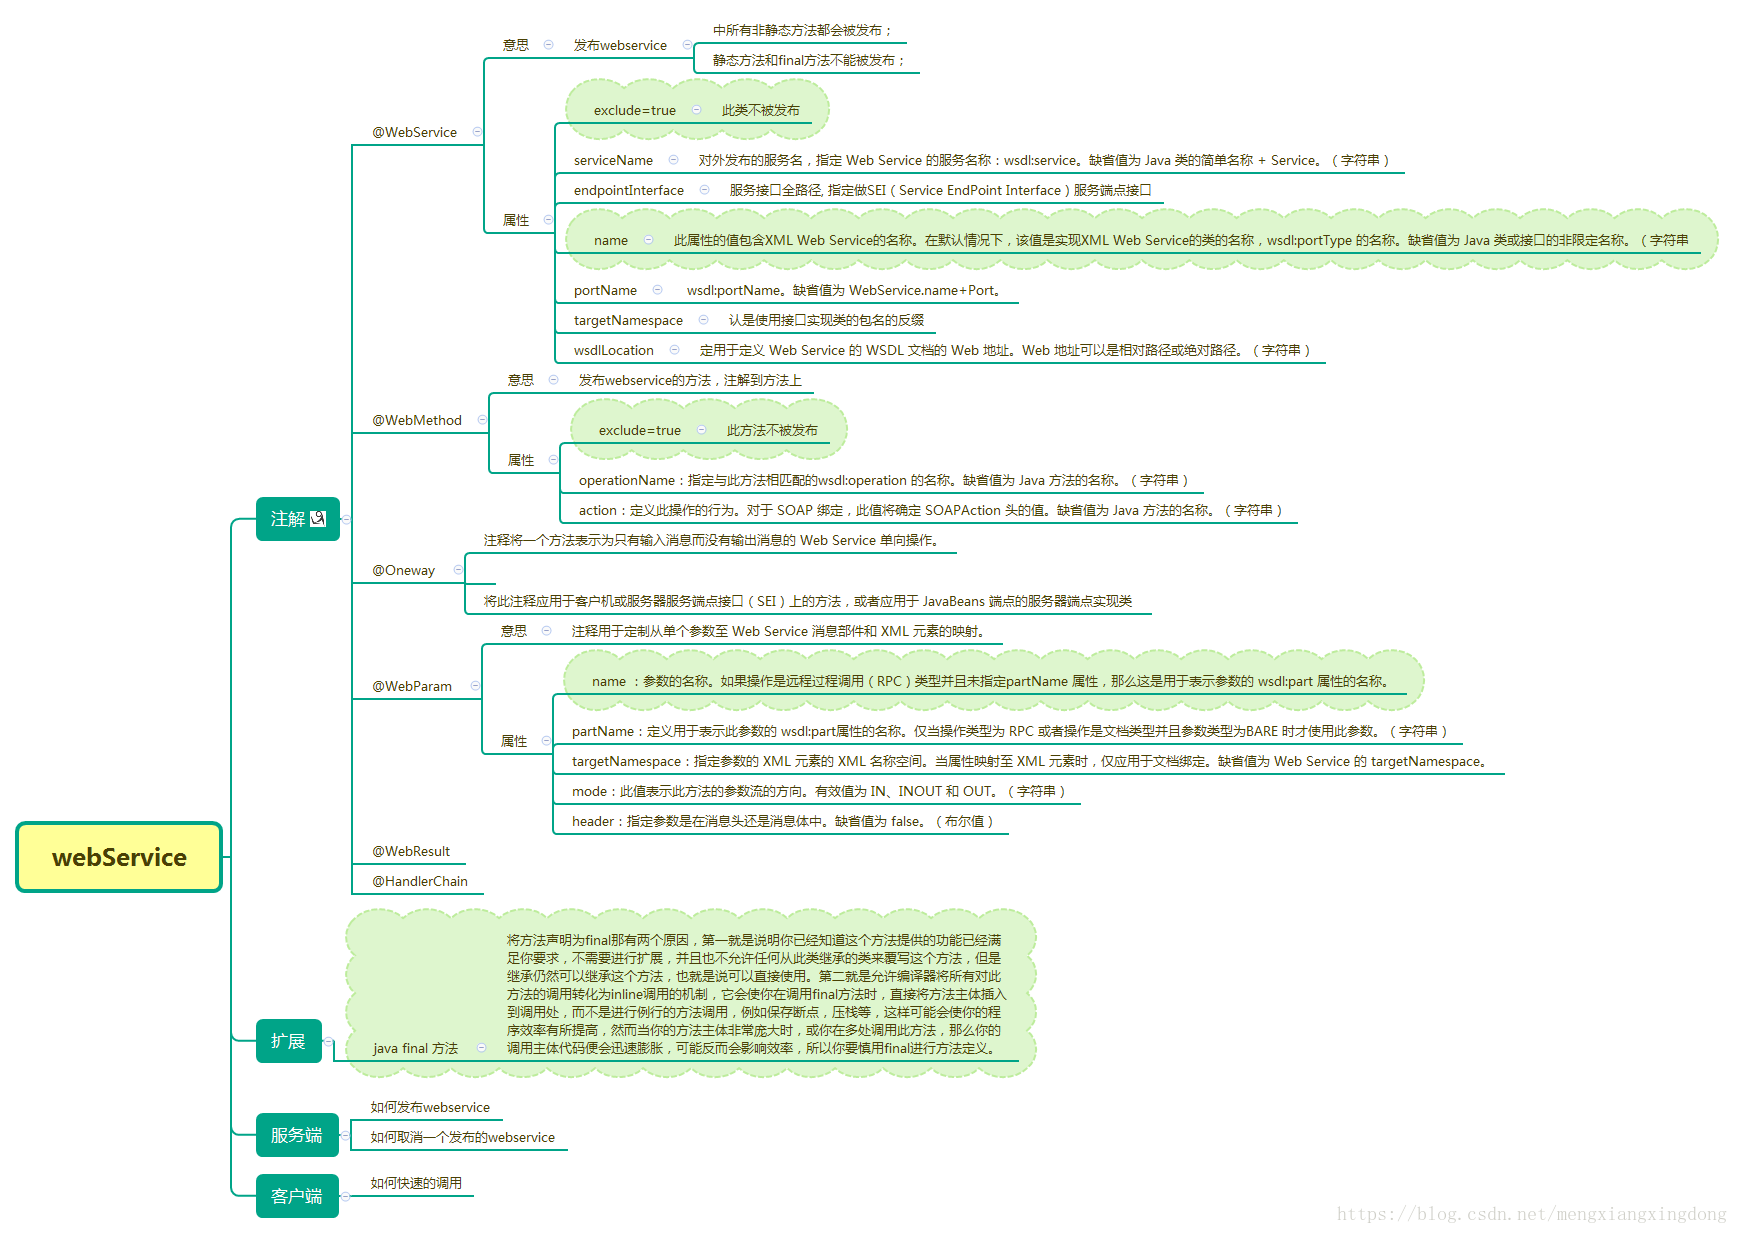 中所有非静态方法都会被发布；
意思
发布webservice
静态方法和final方法不能被发布；
exclude=true
此类不被发布
@WebService
serviceName
对外发布的服务名，指定 Web Service 的服务名称：wsdl:service。缺省值为 Java 类的简单名称 + Service。（字符串）
endpointInterface
服务接口全路径, 指定做SEI（Service EndPoint Interface）服务端点接口
属性
name
此属性的值包含XML Web Service的名称。在默认情况下，该值是实现XML Web Service的类的名称，wsdl:portType 的名称。缺省值为 Java 类或接口的非限定名称。（字符串
portName
wsdl:portName。缺省值为 WebService.name+Port。
targetNamespace
认是使用接口实现类的包名的反缀
wsdlLocation
定用于定义 Web Service 的 WSDL 文档的 Web 地址。Web 地址可以是相对路径或绝对路径。（字符串）
意思
发布webservice的方法，注解到方法上
@WebMethod
exclude=true
此方法不被发布
属性
operationName：指定与此方法相匹配的wsdl:operation 的名称。缺省值为 Java 方法的名称。（字符串）
action：定义此操作的行为。对于 SOAP 绑定，此值将确定 SOAPAction 头的值。缺省值为 Java 方法的名称。（字符串）
注解
注释将一个方法表示为只有输入消息而没有输出消息的 Web Service 单向操作。
@Oneway
将此注释应用于客户机或服务器服务端点接口（SEI）上的方法，或者应用于 JavaBeans 端点的服务器端点实现类
意思
注释用于定制从单个参数至 Web Service 消息部件和 XML 元素的映射。
@WebParam
name ：参数的名称。如果操作是远程过程调用（RPC）类型并且未指定partName 属性，那么这是用于表示参数的 wsdl:part 属性的名称。
属性
partName：定义用于表示此参数的 wsdl:part属性的名称。仅当操作类型为 RPC 或者操作是文档类型并且参数类型为BARE 时才使用此参数。（字符串）
targetNamespace：指定参数的 XML 元素的 XML 名称空间。当属性映射至 XML 元素时，仅应用于文档绑定。缺省值为 Web Service 的 targetNamespace。
mode：此值表示此方法的参数流的方向。有效值为 IN、INOUT 和 OUT。（字符串）
header：指定参数是在消息头还是消息体中。缺省值为 false。（布尔值）
@WebResult
@HandlerChain
webService
将方法声明为final那有两个原因，第一就是说明你已经知道这个方法提供的功能已经满
足你要求，不需要进行扩展，并且也不允许任何从此类继承的类来覆写这个方法，但是
继承仍然可以继承这个方法，也就是说可以直接使用。第二就是允许编译器将所有对此
方法的调用转化为inline调用的机制，它会使你在调用final方法时，直接将方法主体插入
到调用处，而不是进行例行的方法调用，例如保存断点，压栈等，这样可能会使你的程
序效率有所提高，然而当你的方法主体非常庞大时，或你在多处调用此方法，那么你的
调用主体代码便会迅速膨胀，可能反而会影响效率，所以你要慎用final进行方法定义。
扩展
java final 方法
如何发布webservice
服务端
如何取消一个发布的webservice
客户端
如何快速的调用
https://blog.csdn.net/mengxiangxingdong